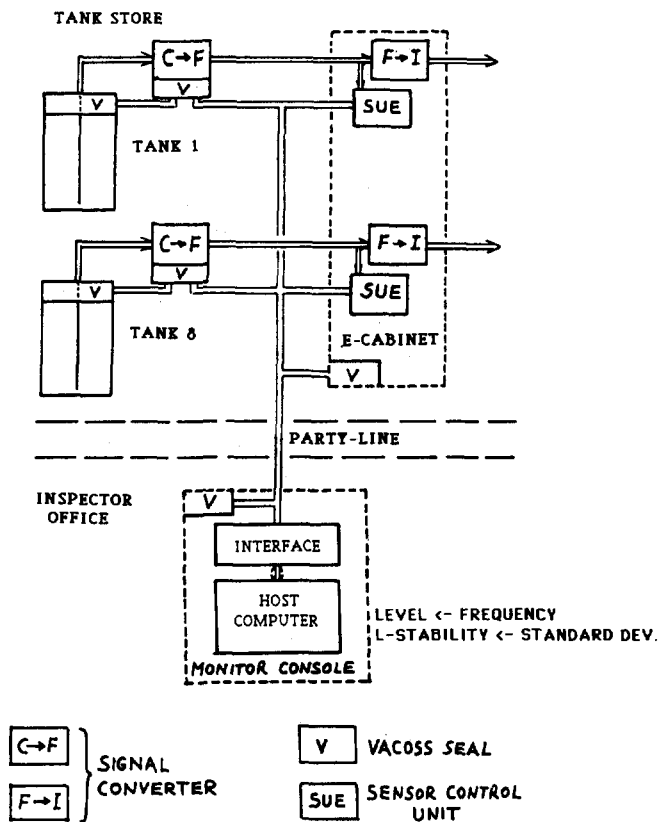 TANK STORE
C→F
F→I
V
V
SUE
TANK 1
C→F
F→I
V
V
SUE
TANK 8
E-CABINET
V
PARTY-LINE
INSPECTOR
OFFICE
V
INTERFACE
HOST
COMPUTER
LEVEL <- FREQUENCY
L-STABILITY <- STANDARD DEV.
MONITOR CONSOLE
C→F
F→I
SIGNAL
CONVERTER
V
VACOSS SEAL
SUE
SENSOR CONTROL
UNIT